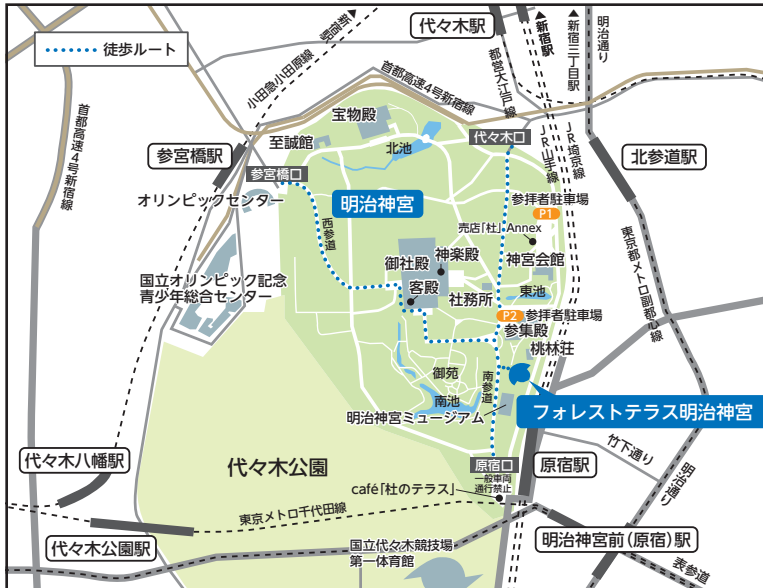 徒歩ルート
代々木駅
▲新宿駅
▲新宿駅
▲新宿三丁目駅
明治通り
小田急小田原線
首都高速4号新宿線
都営大江戸線
JR山手線
JR埼京線
首都高速4号新宿線
宝物殿
至誠館
北池
代々木口
参宮橋駅
参宮橋口
北参道駅
オリンピックセンター
明治神宮
参拝者駐車場
P1
売店「杜」Annex
西参道
神楽殿
御社殿
神宮会館
客殿
社務所
東池
国立オリンピック記念
青少年総合センター
P2 参拝者駐車場
参集殿
東京都メトロ副都心線
桃林荘
御苑
南参道
南池
明治神宮ミュージアム
フォレストテラス明治神宮
代々木公園
原宿口
一般車両
通行禁止
原宿駅
竹下通り
明治通り
代々木八幡駅
café「杜のテラス」
東京メトロ千代田線
代々木公園駅
明治神宮前(原宿)駅
国立代々木競技場
第一体育館
表参道